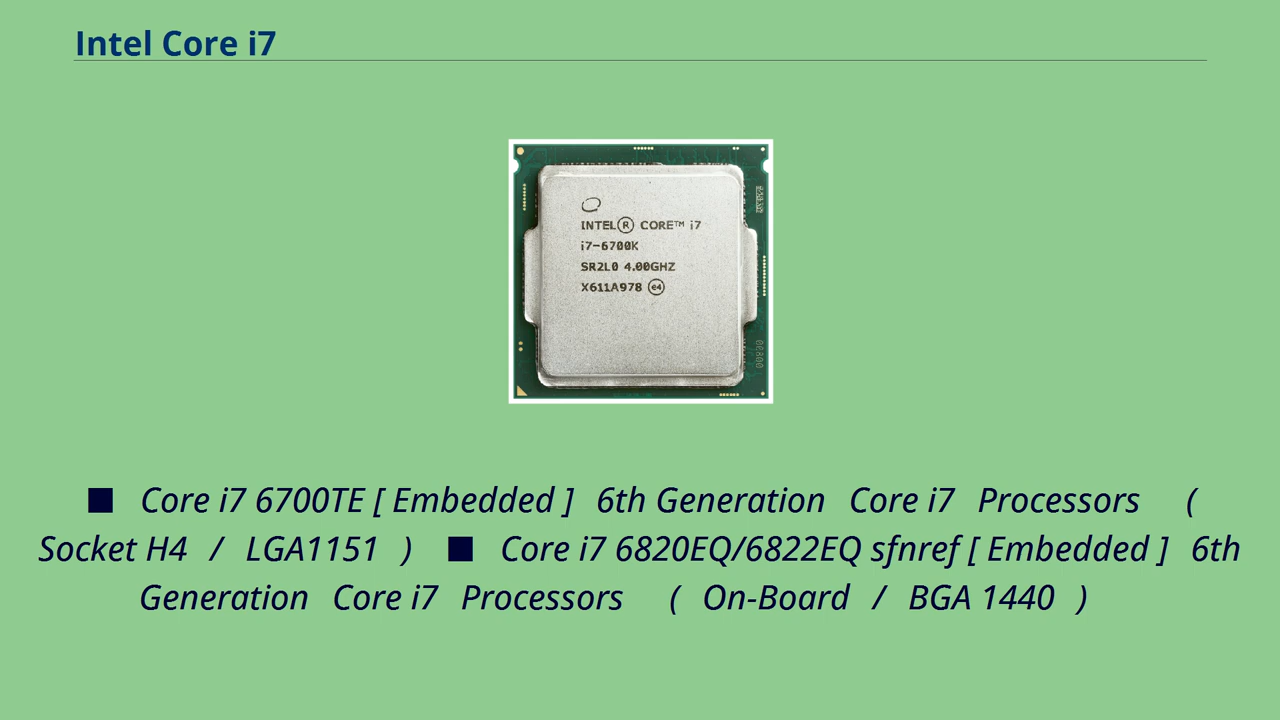 Intel Core i7
INTEL® CORE™ i7
i7-6700K
SR2L0 4.00GHZ
X611A978 e4
■ Core i7 6700TE [ Embedded ] 6th Generation Core i7 Processors (
Socket H4 / LGA1151 ) ■ Core i7 6820EQ/6822EQ sfnref [ Embedded ] 6th
Generation Core i7 Processors ( On-Board / BGA 1440 )